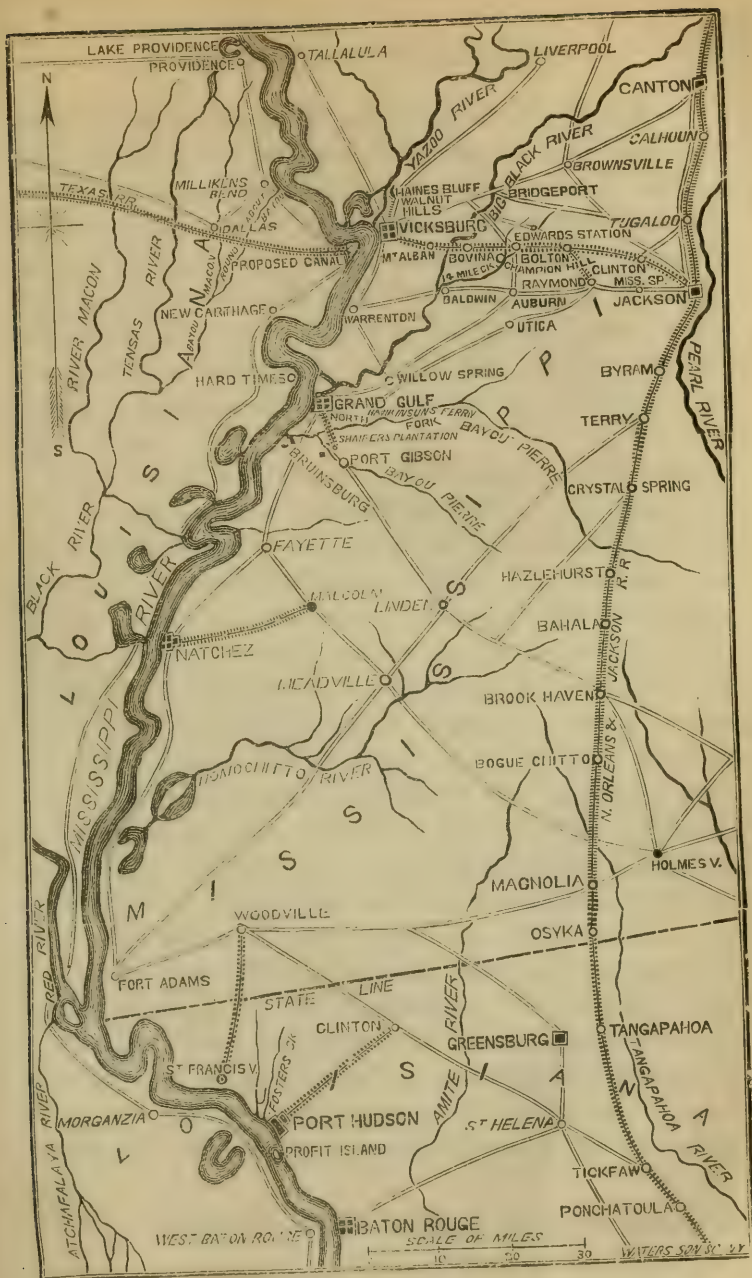 LAKE PROVIDENCE
PROVIDENCE
TALLALULA
LIVERPOOL
N
CANTON
YAZOO RIVER
BIG BLACK RIVER
CALHOUN
BROWNSVILLE
MILLIKENS
BEND
HAINES BLUFF
WALNUT
HILLS
BRIDGEPORT
TEXAS RR
DALLAS
VICKSBURG
TUGALOO
EDWARDS STATION
PROPOSED CANAL
MT ALBAN
BOVINA
BOLTON
CHAMPION HILL
CLINTON
RAYMOND
MISS. SP.
BALDWIN
AUBURN
JACKSON
RIVER MACON
TENSAS RIVER
BAYOU MACON
NEW CARTHAGE
WARRENTON
UTICA
HARD TIMES
WILLOW SPRING
BYRAM
PEARL RIVER
S
GRAND GULF
NORTH
HANKINSONS FERRY
FORK
BAYOU PIERRE
TERRY
SHAIFERS PLANTATION
BRUINSBURG
PORT GIBSON
BAYOU PIERRE
CRYSTAL SPRING
BLACK RIVER
FAYETTE
HAZLEHURST
MALCOLM
LINDEN
BAHALA
NATCHEZ
MEADVILLE
BROOK HAVEN
N. ORLEANS & JACKSON R.R
BOGUE CHITTO
MISSISSIPPI RIVER
HOMOCHITTO RIVER
HOLMES V.
MISSISSIPPI
MAGNOLIA
WOODVILLE
OSYKA
RED RIVER
FORT ADAMS
STATE LINE
AMITE RIVER
CLINTON
GREENSBURG
TANGAPAHOA
ST FRANCIS V.
FOSTERS CK
TANGAPAHOA RIVER
MORGANZIA
PORT HUDSON
ST HELENA
PROFIT ISLAND
TICKFAW
ATCHAFALAYA RIVER
LOUISIANA
PONCHATOULA
WEST BATON ROUGE
BATON ROUGE
SCALE OF MILES
10 20 30
WATERS SON SC NY